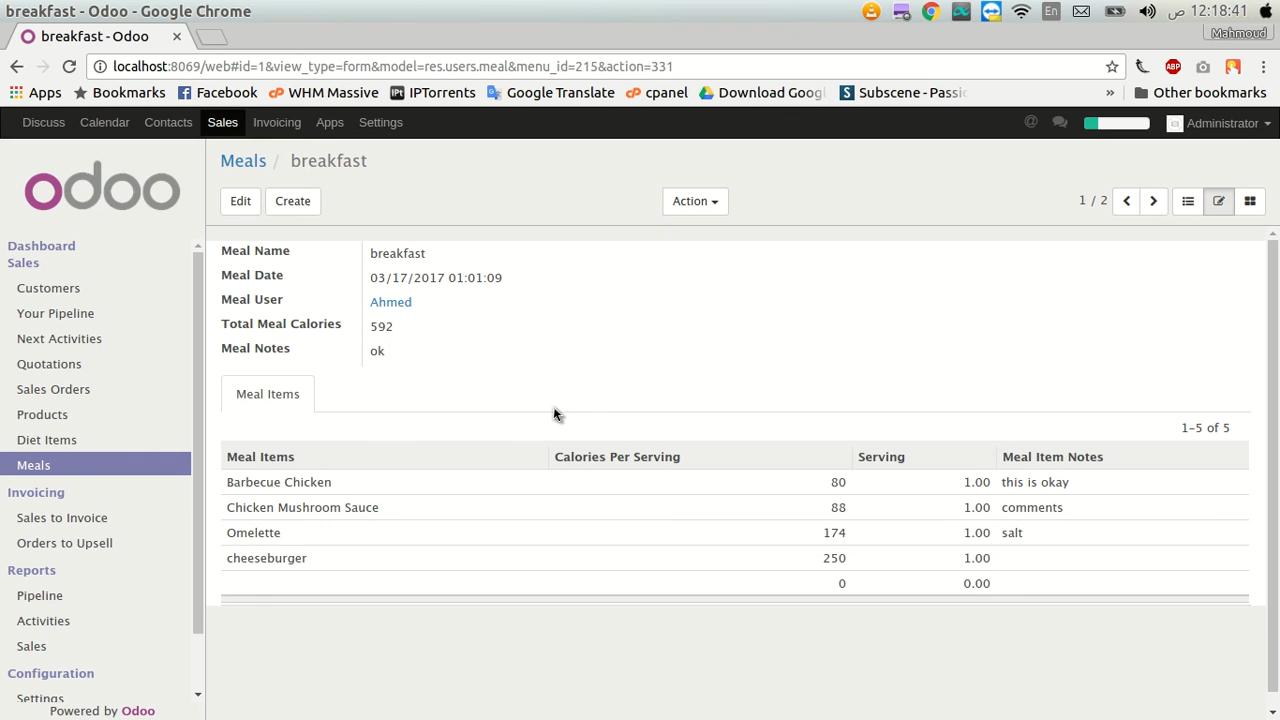 breakfast - Odoo - Google Chrome
En
ص 12:18:41
breakfast - Odoo
Mahmoud
localhost:8069/web#id=1&view_type=form&model=res.users.meal&menu_id=215&action=331
ABP
Apps
Bookmarks
Facebook
WHM Massive
IPTorrents
Google Translate
cpanel
Download Goog
Subscene - Passi
»
Other bookmarks
Discuss
Calendar
Contacts
Sales
Invoicing
Apps
Settings
@
Administrator
odoo
Meals / breakfast
Edit
Create
Action
1 / 2
Dashboard
Sales
Customers
Your Pipeline
Next Activities
Quotations
Sales Orders
Products
Diet Items
Meals
Invoicing
Sales to Invoice
Orders to Upsell
Reports
Pipeline
Activities
Sales
Configuration
Settings
Powered by Odoo
Meal Name breakfast
Meal Date 03/17/2017 01:01:09
Meal User Ahmed
Total Meal Calories 592
Meal Notes ok
Meal Items
1-5 of 5
Meal Items Calories Per Serving Serving Meal Item Notes
Barbecue Chicken 80 1.00 this is okay
Chicken Mushroom Sauce 88 1.00 comments
Omelette 174 1.00 salt
cheeseburger 250 1.00
0 0.00